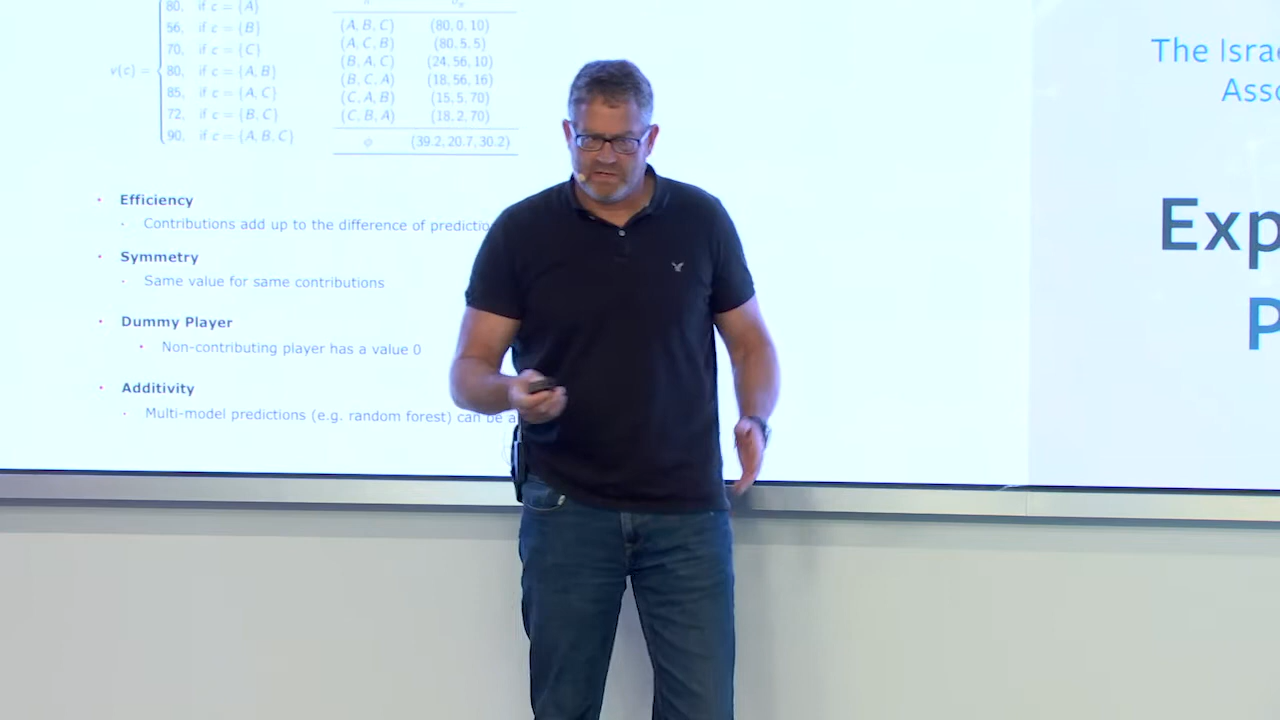 80, if c = {A}
56, if c = {B}
70, if c = {C}
v(c) = 80, if c = {A, B}
85, if c = {A, C}
72, if c = {B, C}
90, if c = {A, B, C}
(A, B, C) (80, 0, 10)
(A, C, B) (80, 5, 5)
(B, A, C) (24, 56, 10)
(B, C, A) (18, 56, 16)
(C, A, B) (15, 5, 70)
(C, B, A) (18, 2, 70)
ϕ (39.2, 20.7, 30.2)
• Efficiency
• Contributions add up to the difference of predictio
• Symmetry
• Same value for same contributions
• Dummy Player
• Non-contributing player has a value 0
• Additivity
• Multi-model predictions (e.g. random forest) can be a
The Isra
Asso
Exp
P